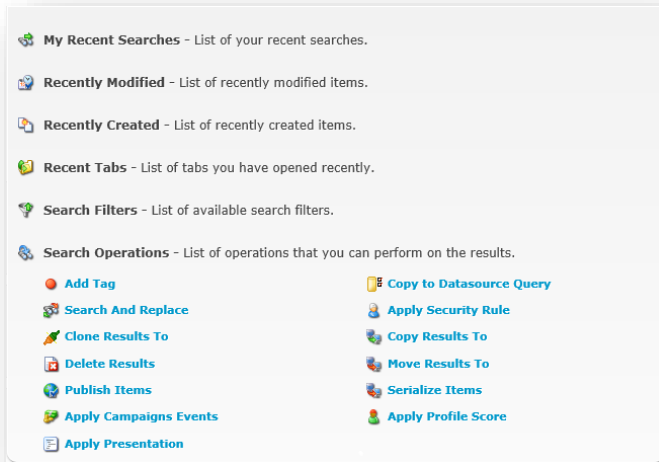 My Recent Searches - List of your recent searches.
Recently Modified - List of recently modified items.
Recently Created - List of recently created items.
Recent Tabs - List of tabs you have opened recently.
Search Filters - List of available search filters.
Search Operations - List of operations that you can perform on the results.
Add Tag
Copy to Datasource Query
Search And Replace
Apply Security Rule
Clone Results To
Copy Results To
Delete Results
Move Results To
Publish Items
Serialize Items
Apply Campaigns Events
Apply Profile Score
Apply Presentation